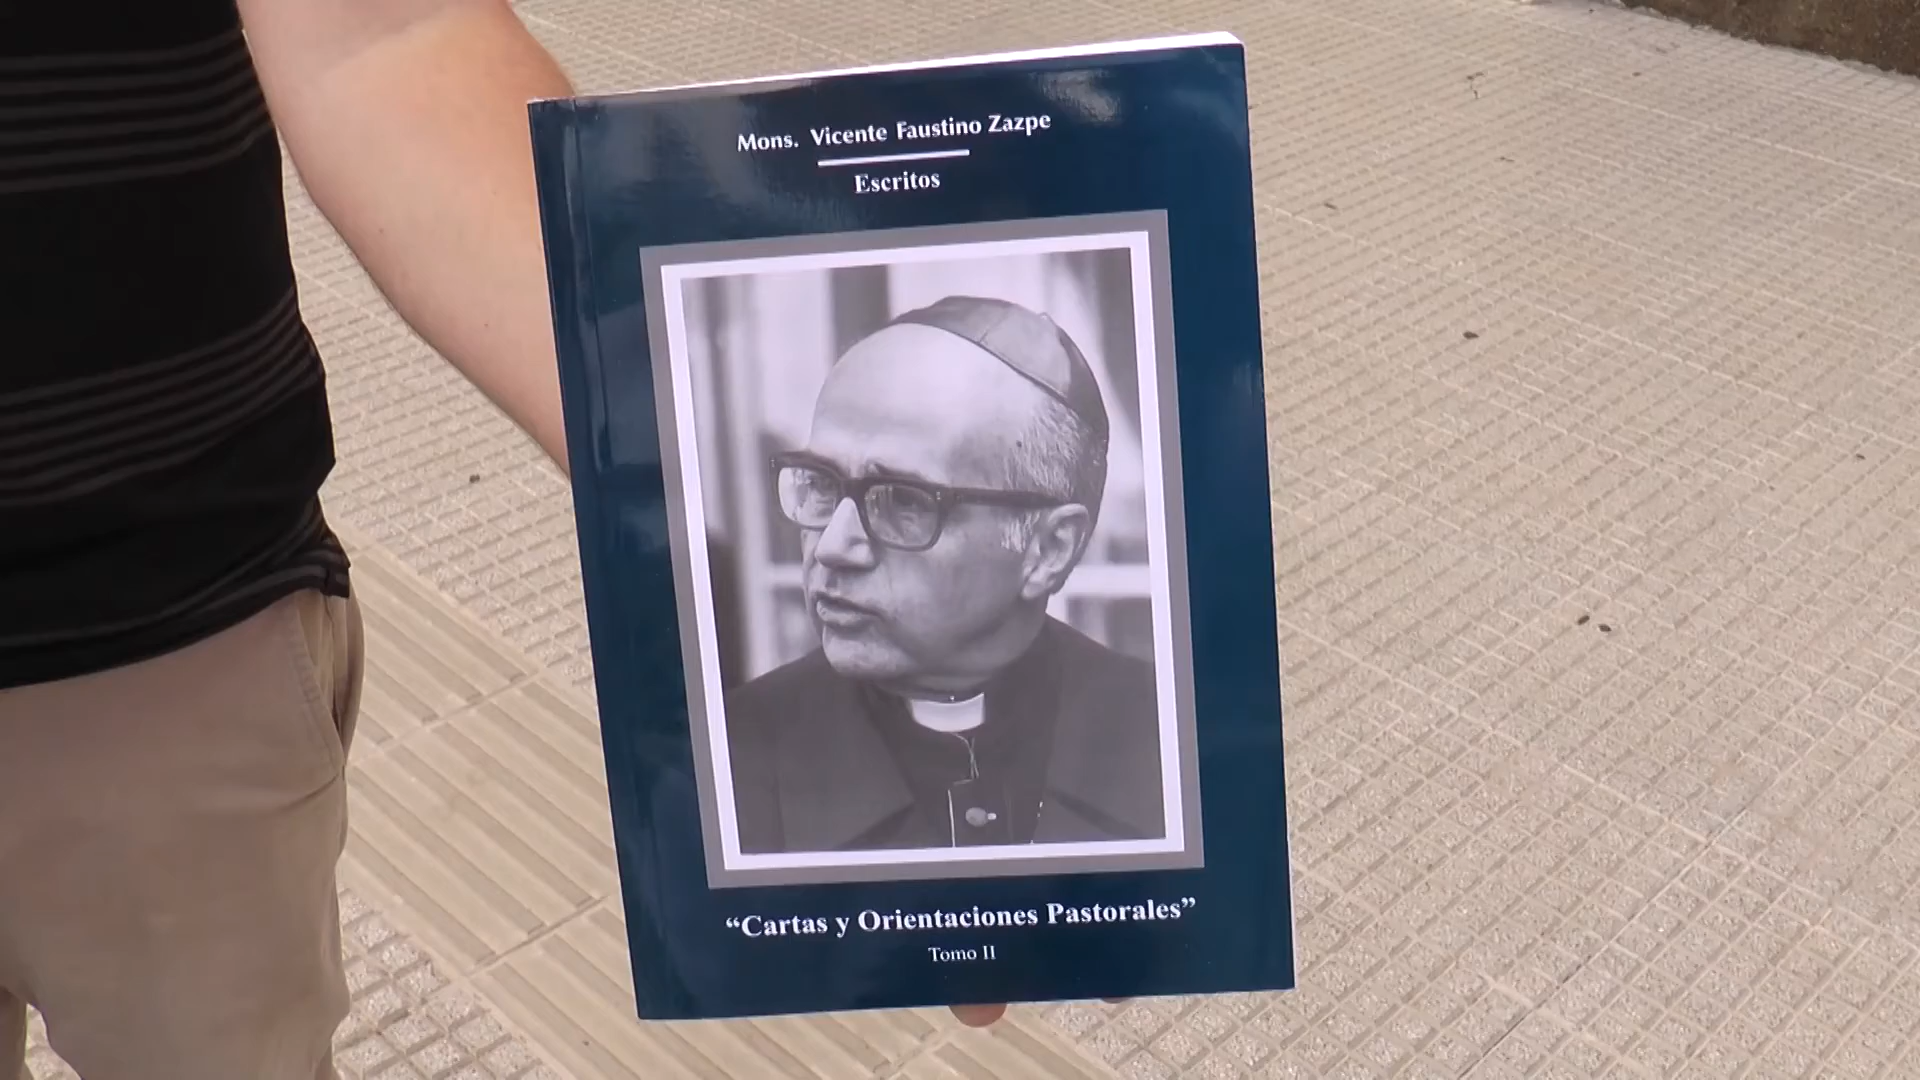 Mons. Vicente Faustino Zazpe
Escritos
“Cartas y Orientaciones Pastorales”
Tomo II